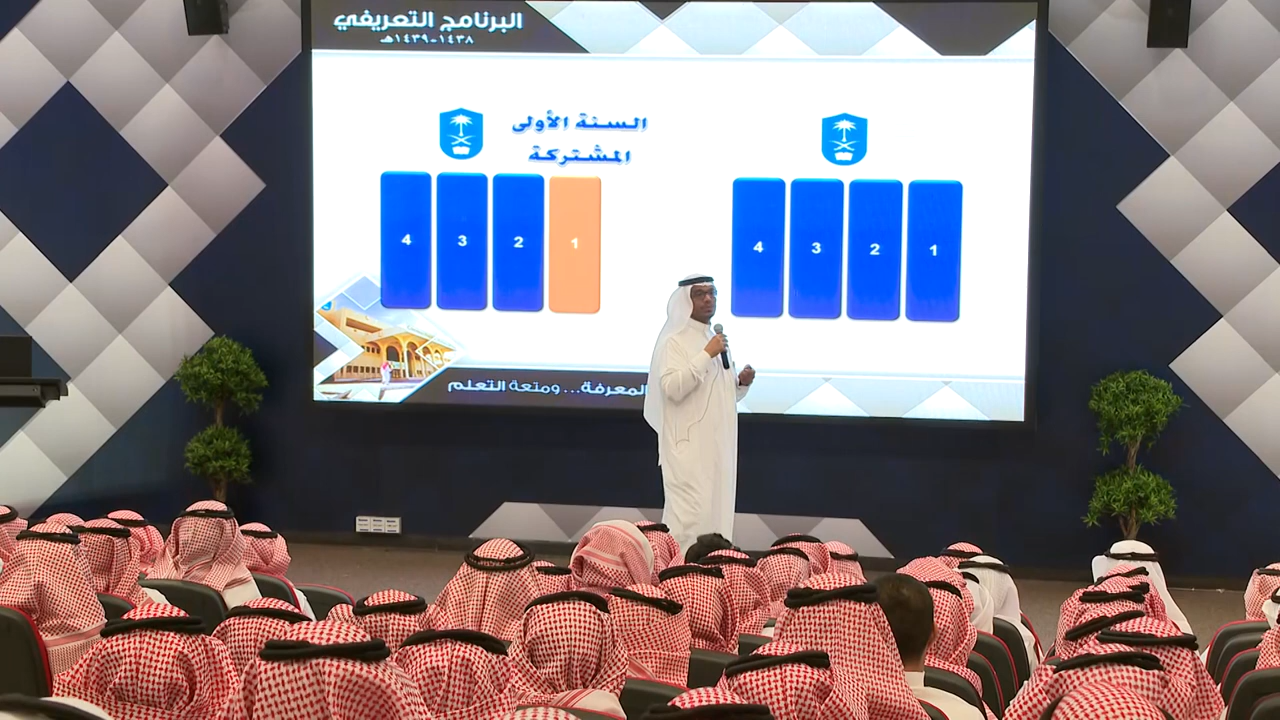 البرنامج التعريفي
١٤٣٨-١٤٣٩هـ
السنة الأولى
المشتركة
4 3 2 1
4 3 2 1
المعرفة... ومتعة التعلم